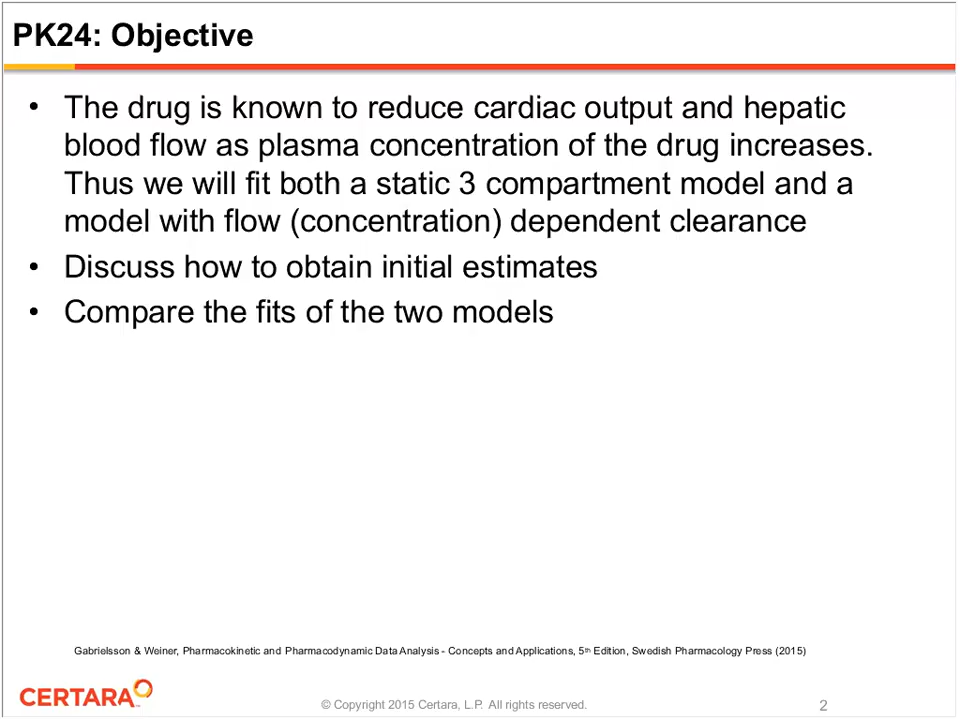 PK24: Objective
• The drug is known to reduce cardiac output and hepatic
blood flow as plasma concentration of the drug increases.
Thus we will fit both a static 3 compartment model and a
model with flow (concentration) dependent clearance
• Discuss how to obtain initial estimates
• Compare the fits of the two models
Gabrielsson & Weiner, Pharmacokinetic and Pharmacodynamic Data Analysis - Concepts and Applications, 5th Edition, Swedish Pharmacology Press (2015)
CERTARA™
© Copyright 2015 Certara, L.P. All rights reserved.
2